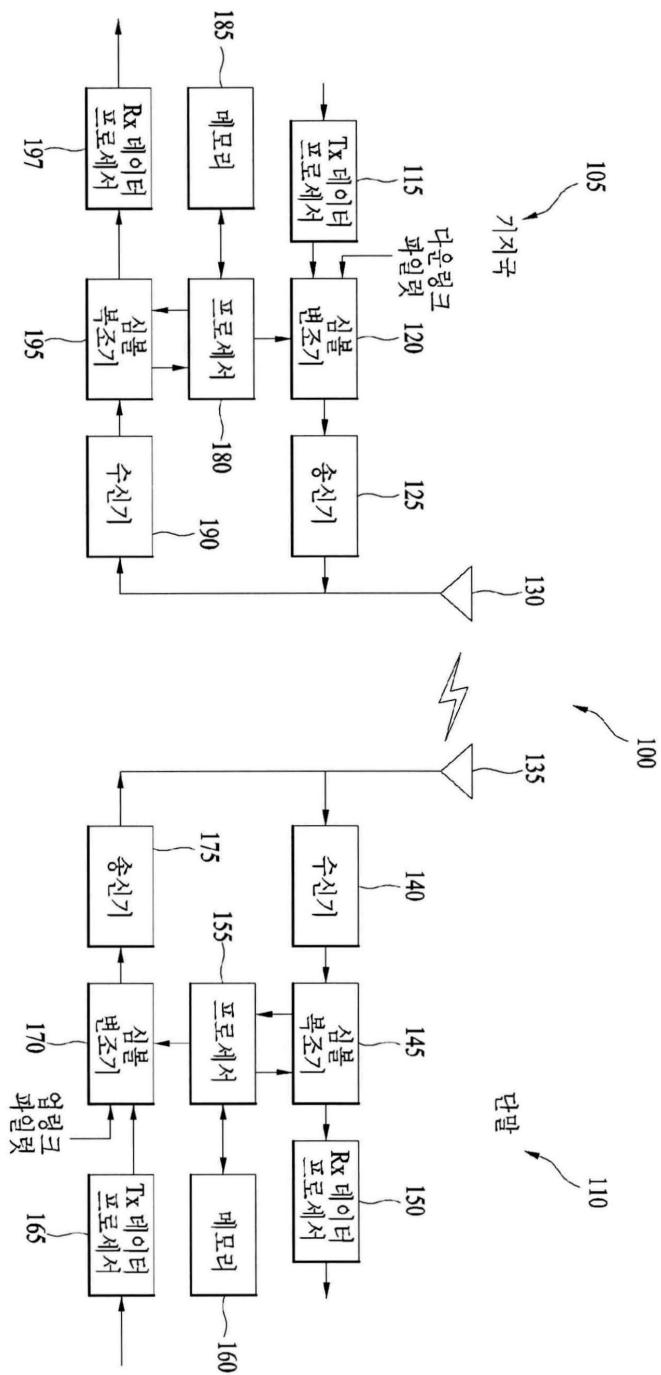 100
105
110
기지국
단말
130
135
다운링크
파일럿
115
120
125
140
145
150
Tx 데이터
프로세서
심볼
변조기
송신기
수신기
심볼
복조기
Rx 데이터
프로세서
185
메모리
프로세서
180
155
프로세서
메모리
160
Rx 데이터
프로세서
197
심볼
복조기
195
수신기
190
175
송신기
심볼
변조기
170
Tx 데이터
프로세서
165
업링크
파일럿